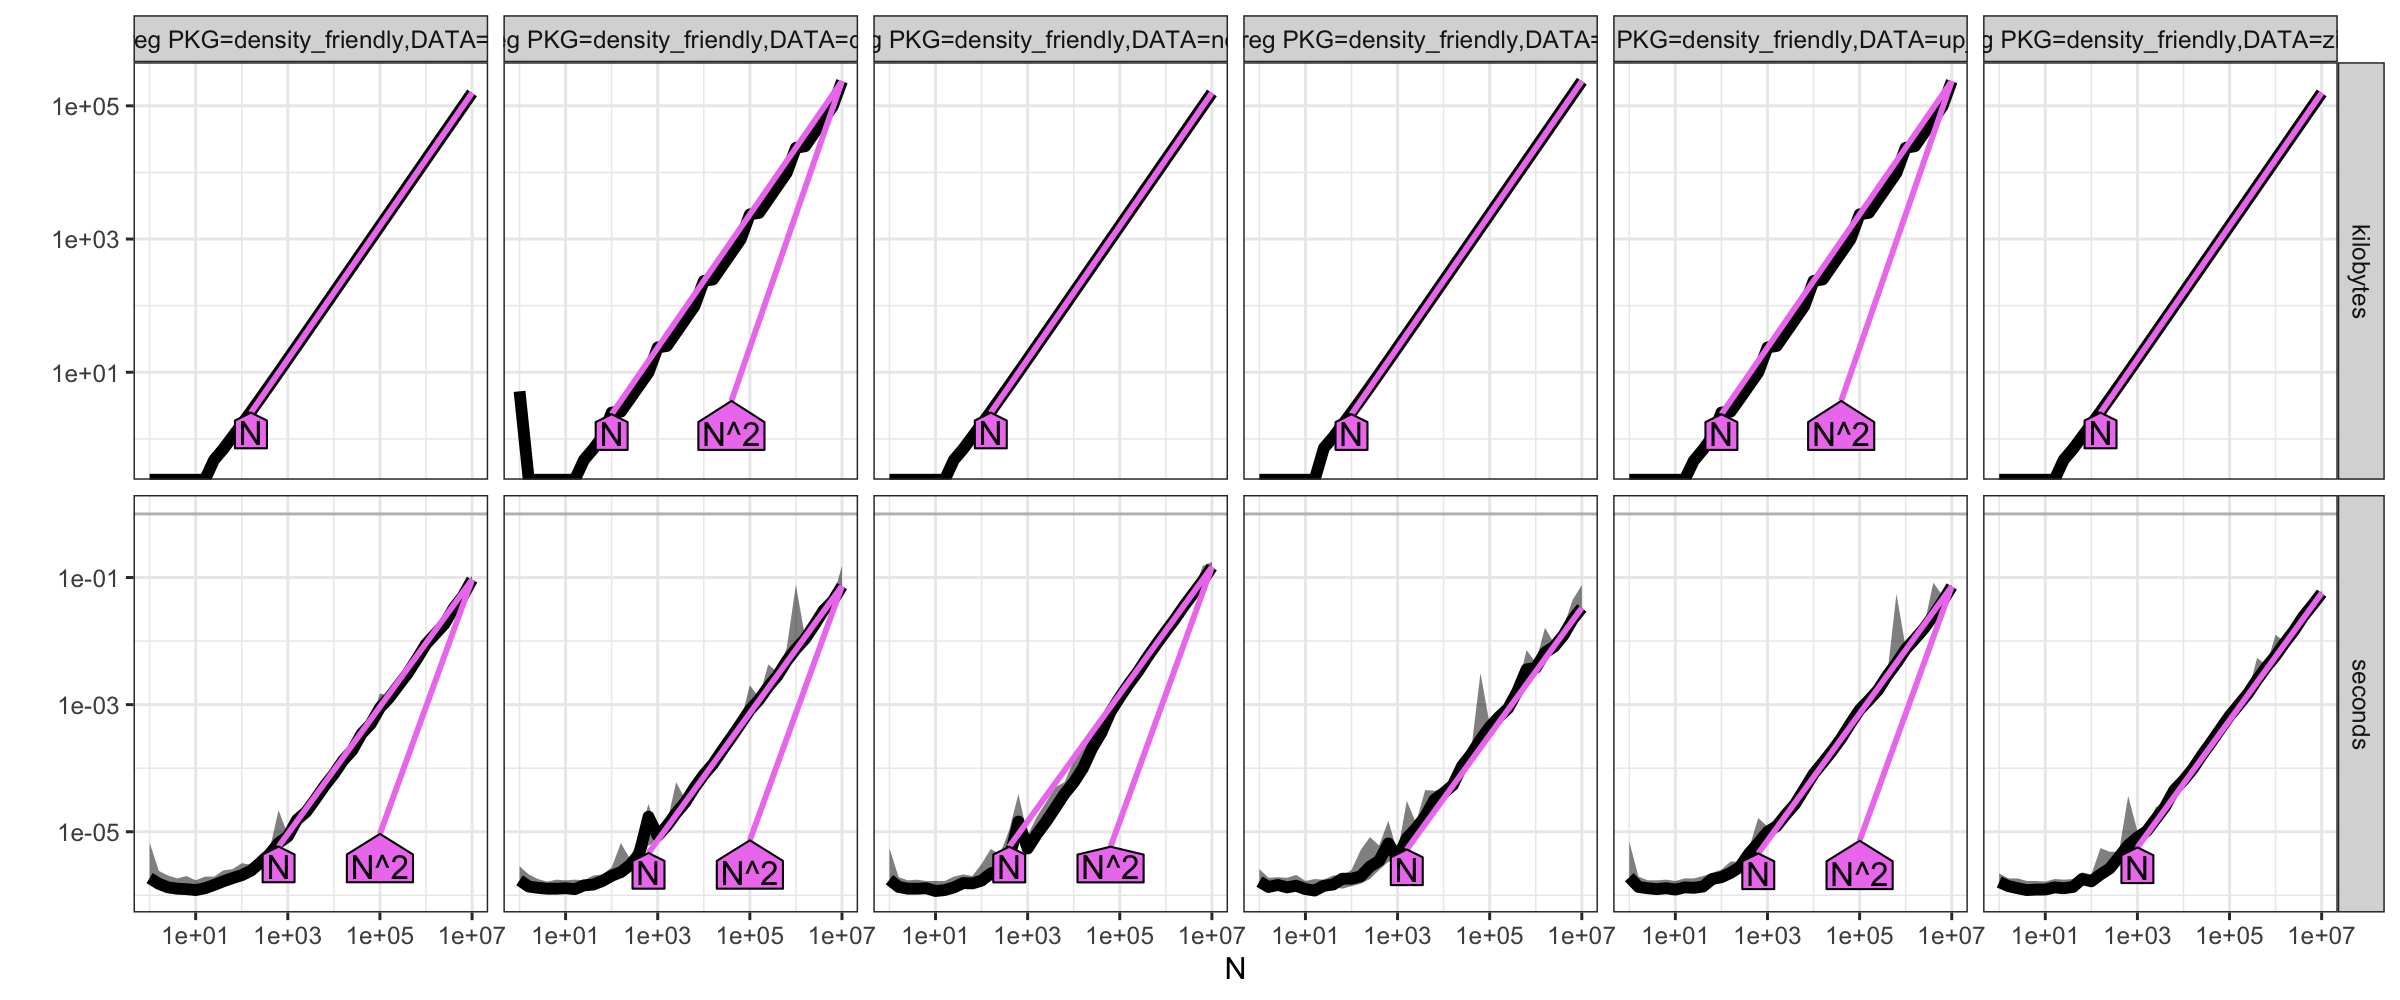 eg PKG=density_friendly,DATA=
g PKG=density_friendly,DATA=
g PKG=density_friendly,DATA=n
reg PKG=density_friendly,DATA=
PKG=density_friendly,DATA=up_
g PKG=density_friendly,DATA=z
1e+05
1e+03
1e+01
N
N
N^2
N
N
N
N^2
N
kilobytes
1e-01
1e-03
1e-05
N
N^2
N
N^2
N
N^2
N
N
N^2
N
seconds
1e+01 1e+03 1e+05 1e+07
1e+01 1e+03 1e+05 1e+07
1e+01 1e+03 1e+05 1e+07
1e+01 1e+03 1e+05 1e+07
1e+01 1e+03 1e+05 1e+07
1e+01 1e+03 1e+05 1e+07
N